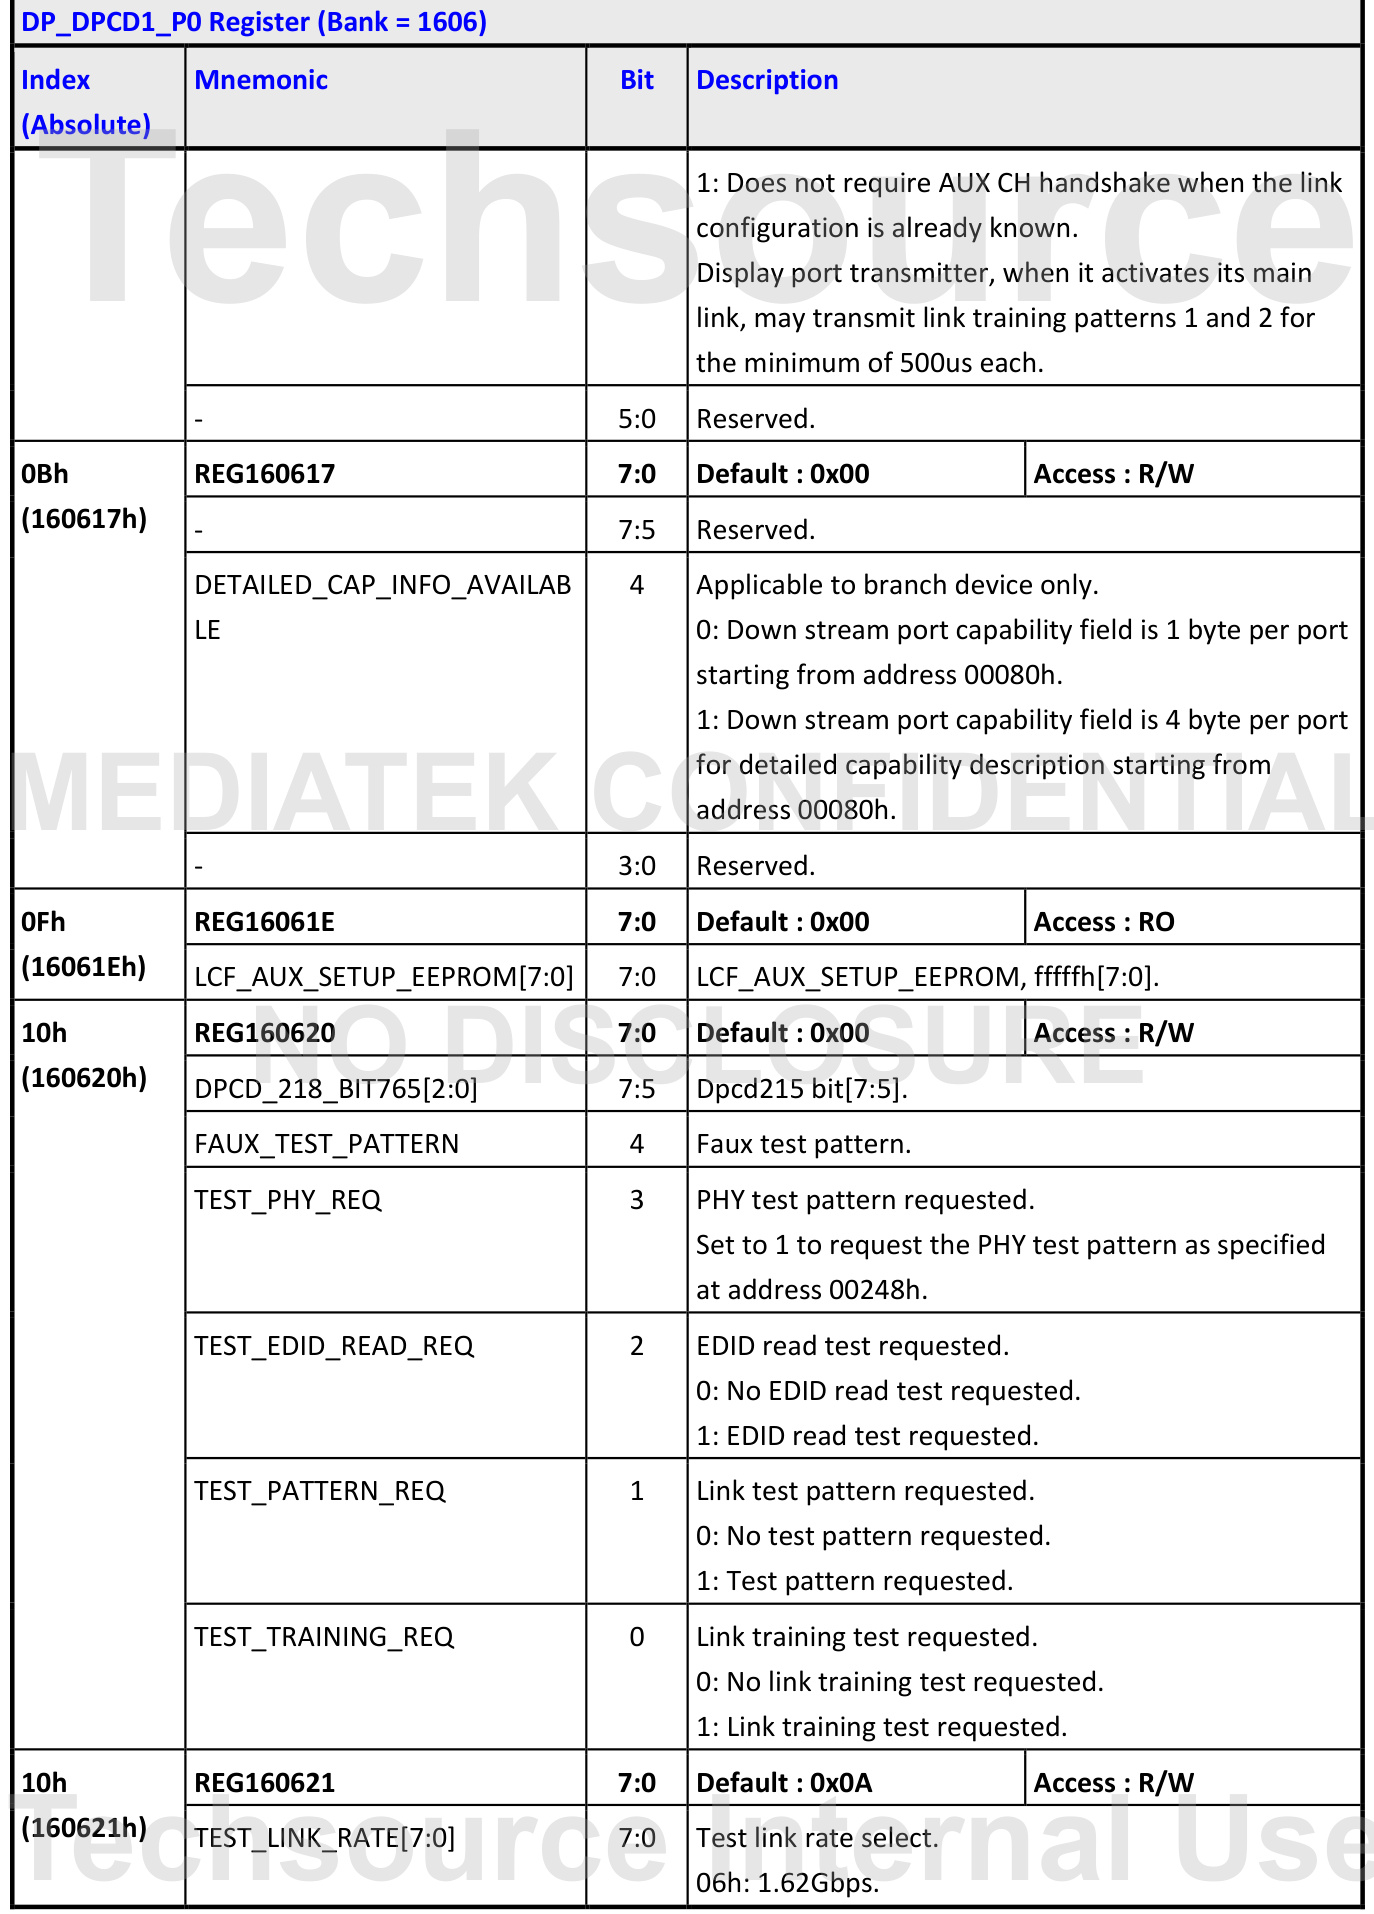 DP_DPCD1_P0 Register (Bank = 1606)
Index
(Absolute)
Mnemonic
Bit
Description
1: Does not require AUX CH handshake when the link
configuration is already known.
Display port transmitter, when it activates its main
link, may transmit link training patterns 1 and 2 for
the minimum of 500us each.
- 5:0 Reserved.
0Bh
(160617h)
REG160617 7:0 Default : 0x00 Access : R/W
- 7:5 Reserved.
DETAILED_CAP_INFO_AVAILAB
LE
4
Applicable to branch device only.
0: Down stream port capability field is 1 byte per port
starting from address 00080h.
1: Down stream port capability field is 4 byte per port
for detailed capability description starting from
address 00080h.
- 3:0 Reserved.
0Fh
(16061Eh)
REG16061E 7:0 Default : 0x00 Access : RO
LCF_AUX_SETUP_EEPROM[7:0] 7:0 LCF_AUX_SETUP_EEPROM, fffffh[7:0].
10h
(160620h)
REG160620 7:0 Default : 0x00 Access : R/W
DPCD_218_BIT765[2:0] 7:5 Dpcd215 bit[7:5].
FAUX_TEST_PATTERN 4 Faux test pattern.
TEST_PHY_REQ 3 PHY test pattern requested.
Set to 1 to request the PHY test pattern as specified
at address 00248h.
TEST_EDID_READ_REQ 2 EDID read test requested.
0: No EDID read test requested.
1: EDID read test requested.
TEST_PATTERN_REQ 1 Link test pattern requested.
0: No test pattern requested.
1: Test pattern requested.
TEST_TRAINING_REQ 0 Link training test requested.
0: No link training test requested.
1: Link training test requested.
10h
(160621h)
REG160621 7:0 Default : 0x0A Access : R/W
TEST_LINK_RATE[7:0] 7:0 Test link rate select.
06h: 1.62Gbps.
Techsource
MEDIATEK CONFIDENTIAL
NO DISCLOSURE
Techsource Internal Use